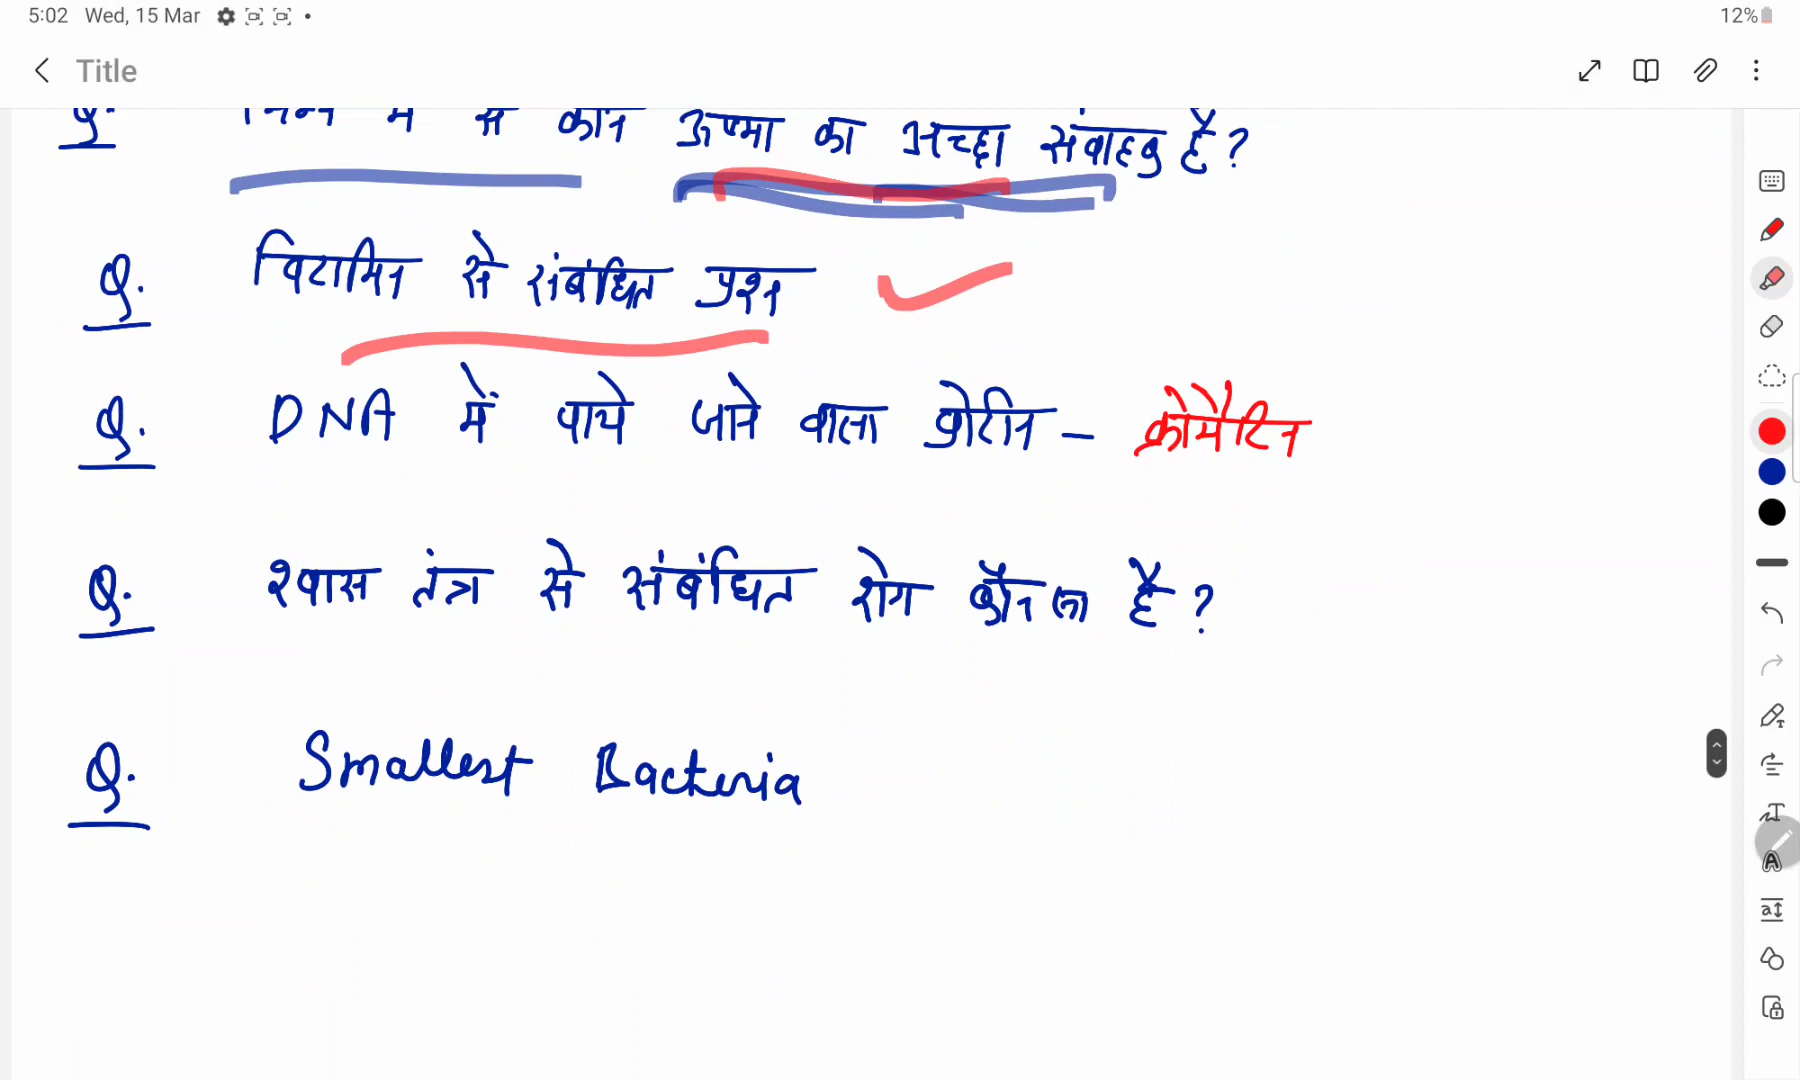 5:02 Wed, 15 Mar
12%
Title
Q. निम्न में से कौन ऊष्मा का अच्छा संवाहक है?
Q. विटामिन से संबंधित प्रश्न
Q. DNA में पाये जाने वाला प्रोटीन – क्रोमैटिन
Q. श्वास तंत्र से संबंधित रोग कौन सा है?
Q. Smallest Bacteria